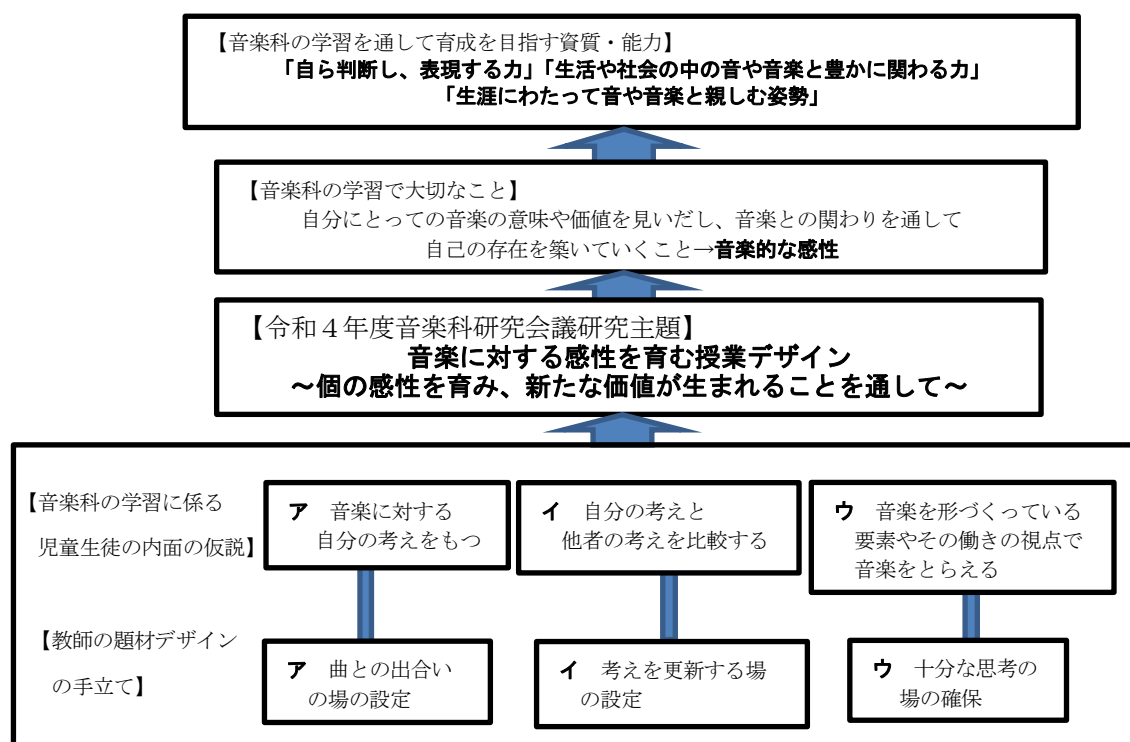 【音楽科の学習を通して育成を目指す資質・能力】
「自ら判断し、表現する力」「生活や社会の中の音や音楽と豊かに関わる力」
「生涯にわたって音や音楽と親しむ姿勢」
【音楽科の学習で大切なこと】
自分にとっての音楽の意味や価値を見いだし、音楽との関わりを通して
自己の存在を築いていくこと→音楽的な感性
【令和４年度音楽科研究会議研究主題】
音楽に対する感性を育む授業デザイン
～個の感性を育み、新たな価値が生まれることを通して～
【音楽科の学習に係る
児童生徒の内面の仮説】
ア　音楽に対する
自分の考えをもつ
イ　自分の考えと
他者の考えを比較する
ウ　音楽を形づくっている
要素やその働きの視点で
音楽をとらえる
【教師の題材デザイン
の手立て】
ア　曲との出合い
の場の設定
イ　考えを更新する場
の設定
ウ　十分な思考の
場の確保